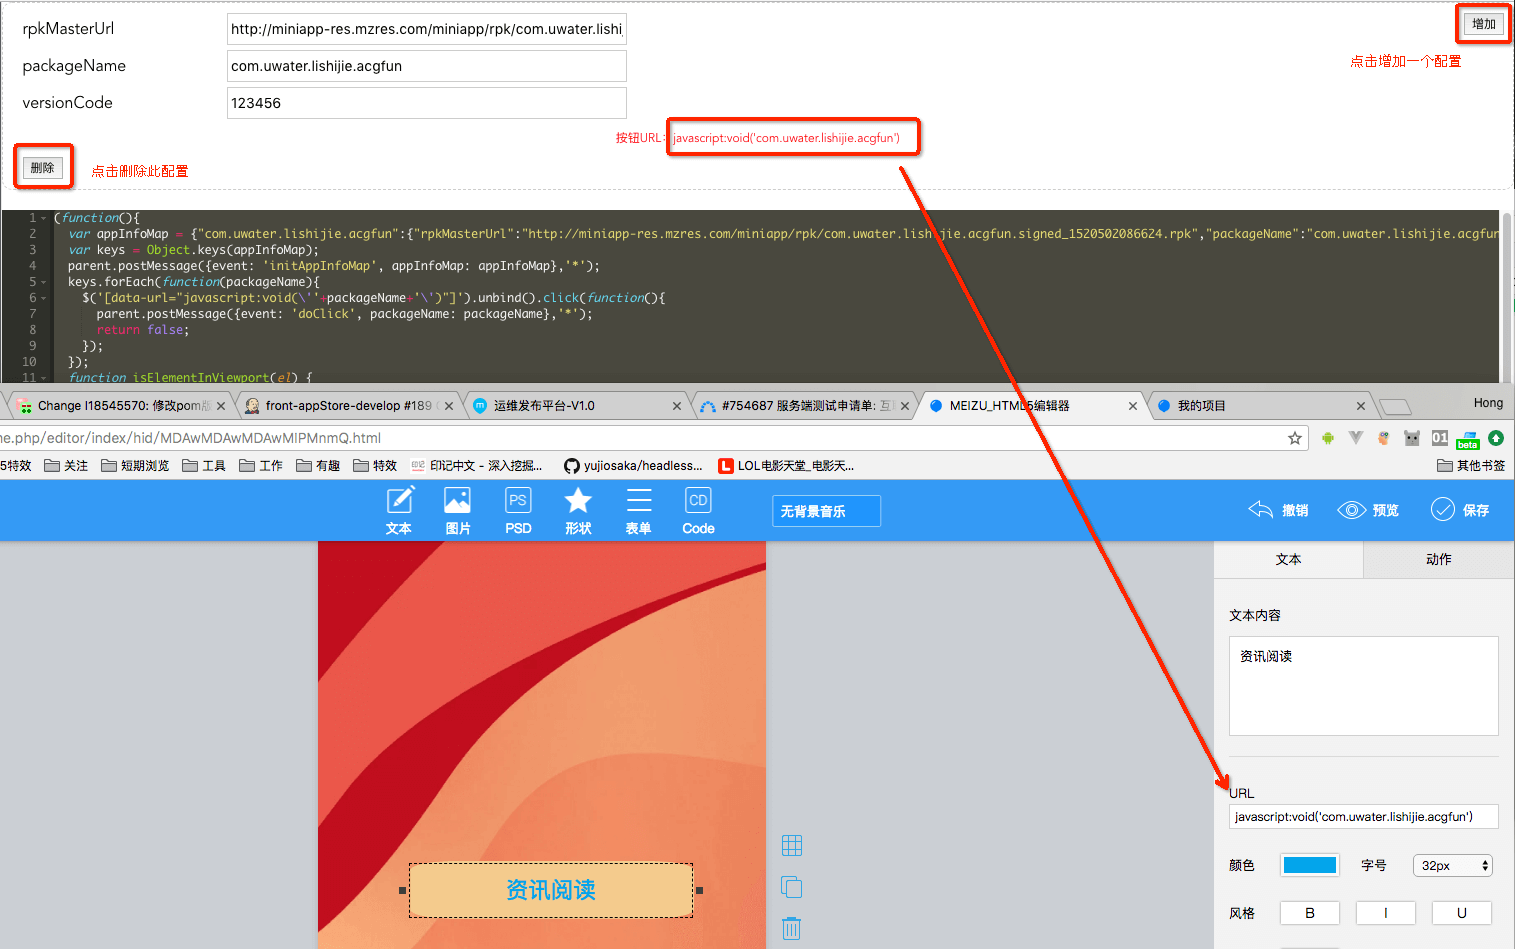 rpkMasterUrl
http://miniapp-res.mzres.com/miniapp/rpk/com.uwater.lishi
增加
点击增加一个配置
packageName
com.uwater.lishijie.acgfun
versionCode
123456
按钮URL: javascript:void('com.uwater.lishijie.acgfun')
删除
点击删除此配置
1 (function(){
2 var appInfoMap = {"com.uwater.lishijie.acgfun":{"rpkMasterUrl":"http://miniapp-res.mzres.com/miniapp/rpk/com.uwater.lishijie.acgfun.signed_1520502086624.rpk","packageName":"com.uwater.lishijie.acgfun
3 var keys = Object.keys(appInfoMap);
4 parent.postMessage({event: 'initAppInfoMap', appInfoMap: appInfoMap},'*');
5 keys.forEach(function(packageName){
6 $('[data-url="javascript:void(\''+packageName+'\')"]').unbind().click(function(){
7 parent.postMessage({event: 'doClick', packageName: packageName},'*');
8 return false;
9 });
10 });
11 function isElementInViewport(el) {
Change I18545570: 修改pom版
front-appStore-develop #189
运维发布平台-V1.0
#754687 服务端测试申请单: 互
MEIZU_HTML5编辑器
我的项目
Hong
ne.php/editor/index/hid/MDAwMDAwMDAwMIPMnmQ.html
01
beta
5特效
关注
短期浏览
工具
工作
有趣
特效
印记中文 - 深入挖掘...
yujiosaka/headless...
LOL电影天堂_电影天...
其他书签
PS
CD
文本
图片
PSD
形状
表单
Code
无背景音乐
撤销
预览
保存
文本
动作
文本内容
资讯阅读
URL
javascript:void('com.uwater.lishijie.acgfun')
颜色
字号
32px
资讯阅读
风格
B
I
U